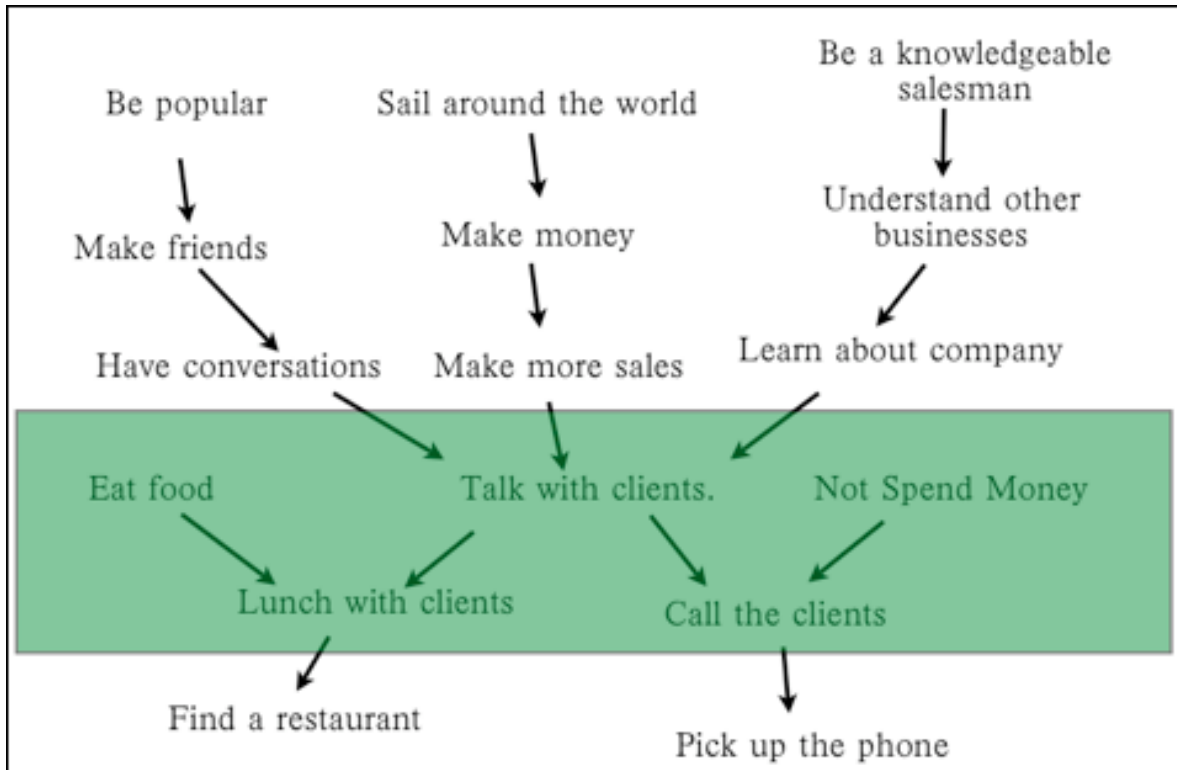 Be a knowledgeable
salesman
Be popular
Sail around the world
Understand other
businesses
Make friends
Make money
Have conversations
Make more sales
Learn about company
Eat food
Talk with clients.
Not Spend Money
Lunch with clients
Call the clients
Find a restaurant
Pick up the phone